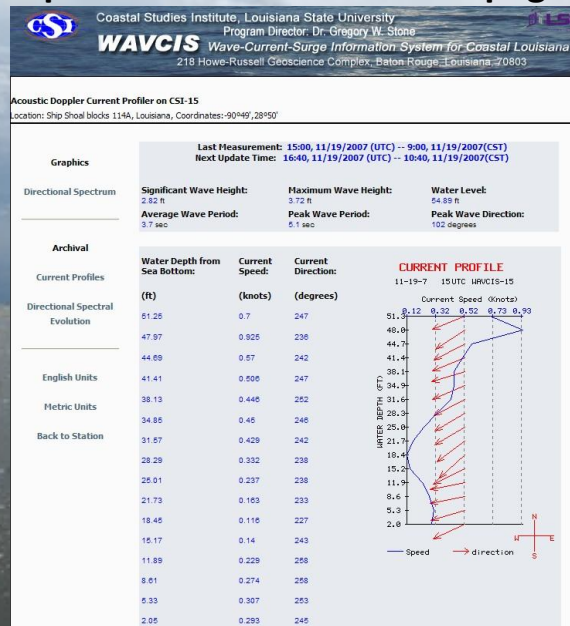 CSI
Coastal Studies Institute, Louisiana State University
Program Director: Dr. Gregory W. Stone
WAVCIS Wave-Current-Surge Information System for Coastal Louisiana
218 Howe-Russell Geoscience Complex, Baton Rouge, Louisiana, 70803
Acoustic Doppler Current Profiler on CSI-15
Location: Ship Shoal blocks 114A, Louisiana, Coordinates:-90º49',28º50'
Graphics
Directional Spectrum
Archival
Current Profiles
Directional Spectral
Evolution
English Units
Metric Units
Back to Station
Last Measurement: 15:00, 11/19/2007 (UTC) -- 9:00, 11/19/2007(CST)
Next Update Time: 16:40, 11/19/2007 (UTC) -- 10:40, 11/19/2007(CST)
Significant Wave Height: Maximum Wave Height: Water Level:
2.82 ft 3.72 ft 54.89 ft
Average Wave Period: Peak Wave Period: Peak Wave Direction:
3.7 sec 5.1 sec 102 degrees
Water Depth from Current Current
Sea Bottom: Speed: Direction:
(ft) (knots) (degrees)
51.25 0.7 247
47.97 0.925 236
44.69 0.57 242
41.41 0.506 247
38.13 0.446 252
34.85 0.45 246
31.57 0.429 242
28.29 0.332 238
25.01 0.237 238
21.73 0.163 233
18.45 0.116 227
15.17 0.14 243
11.89 0.229 258
8.61 0.274 258
5.33 0.307 253
2.05 0.293 245
CURRENT PROFILE
11-19-7 15UTC WAVCIS-15
Current Speed (Knots)
0.12 0.32 0.52 0.73 0.93
WATER DEPTH (FT)
51.3
48.0
44.7
41.4
38.1
34.9
31.6
28.3
25.0
21.7
18.4
15.2
11.9
8.6
5.3
2.0
N
W E
S
Speed direction